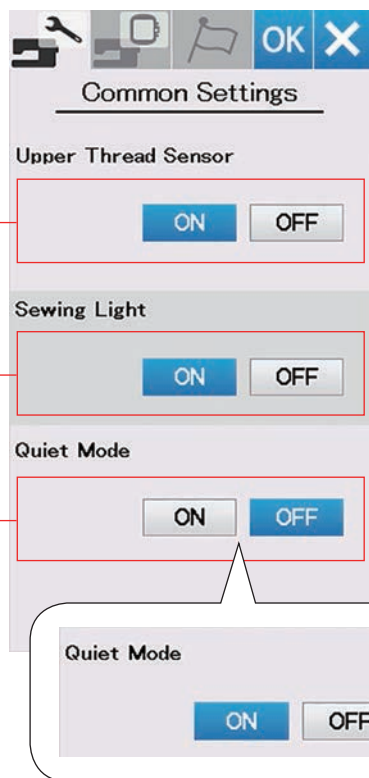 OK
Common Settings
Upper Thread Sensor
ON OFF
Sewing Light
ON OFF
Quiet Mode
ON OFF
Quiet Mode
ON OFF